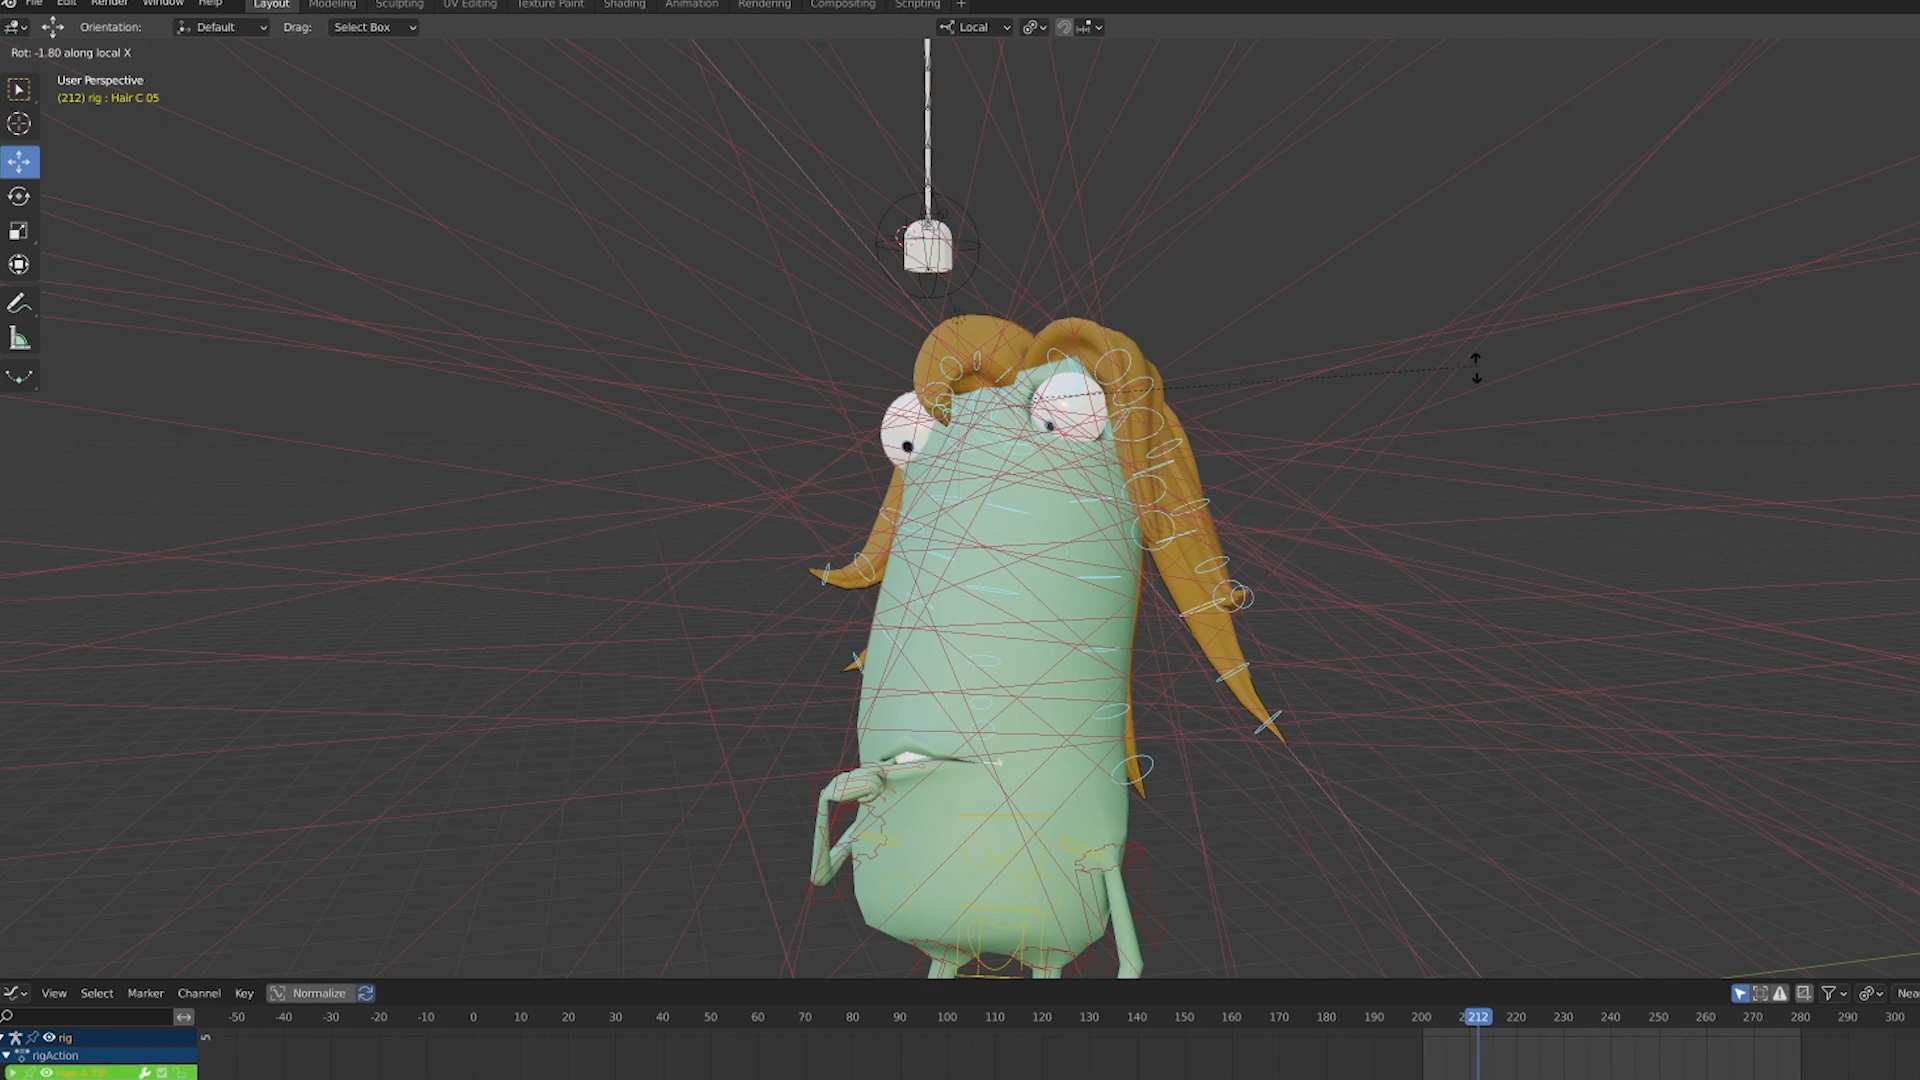 File Edit Render Window Help Layout Modeling Sculpting UV Editing Texture Paint Shading Animation Rendering Compositing Scripting +
Orientation: Default Drag: Select Box Local
Rot: -1.80 along local X
User Perspective
(212) rig : Hair C 05
View Select Marker Channel Key Normalize Nea
-50 -40 -30 -20 -10 0 10 20 30 40 50 60 70 80 90 100 110 120 130 140 150 160 170 180 190 200 212 220 230 240 250 260 270 280 290 300
rig
rigAction
Hair A TIP